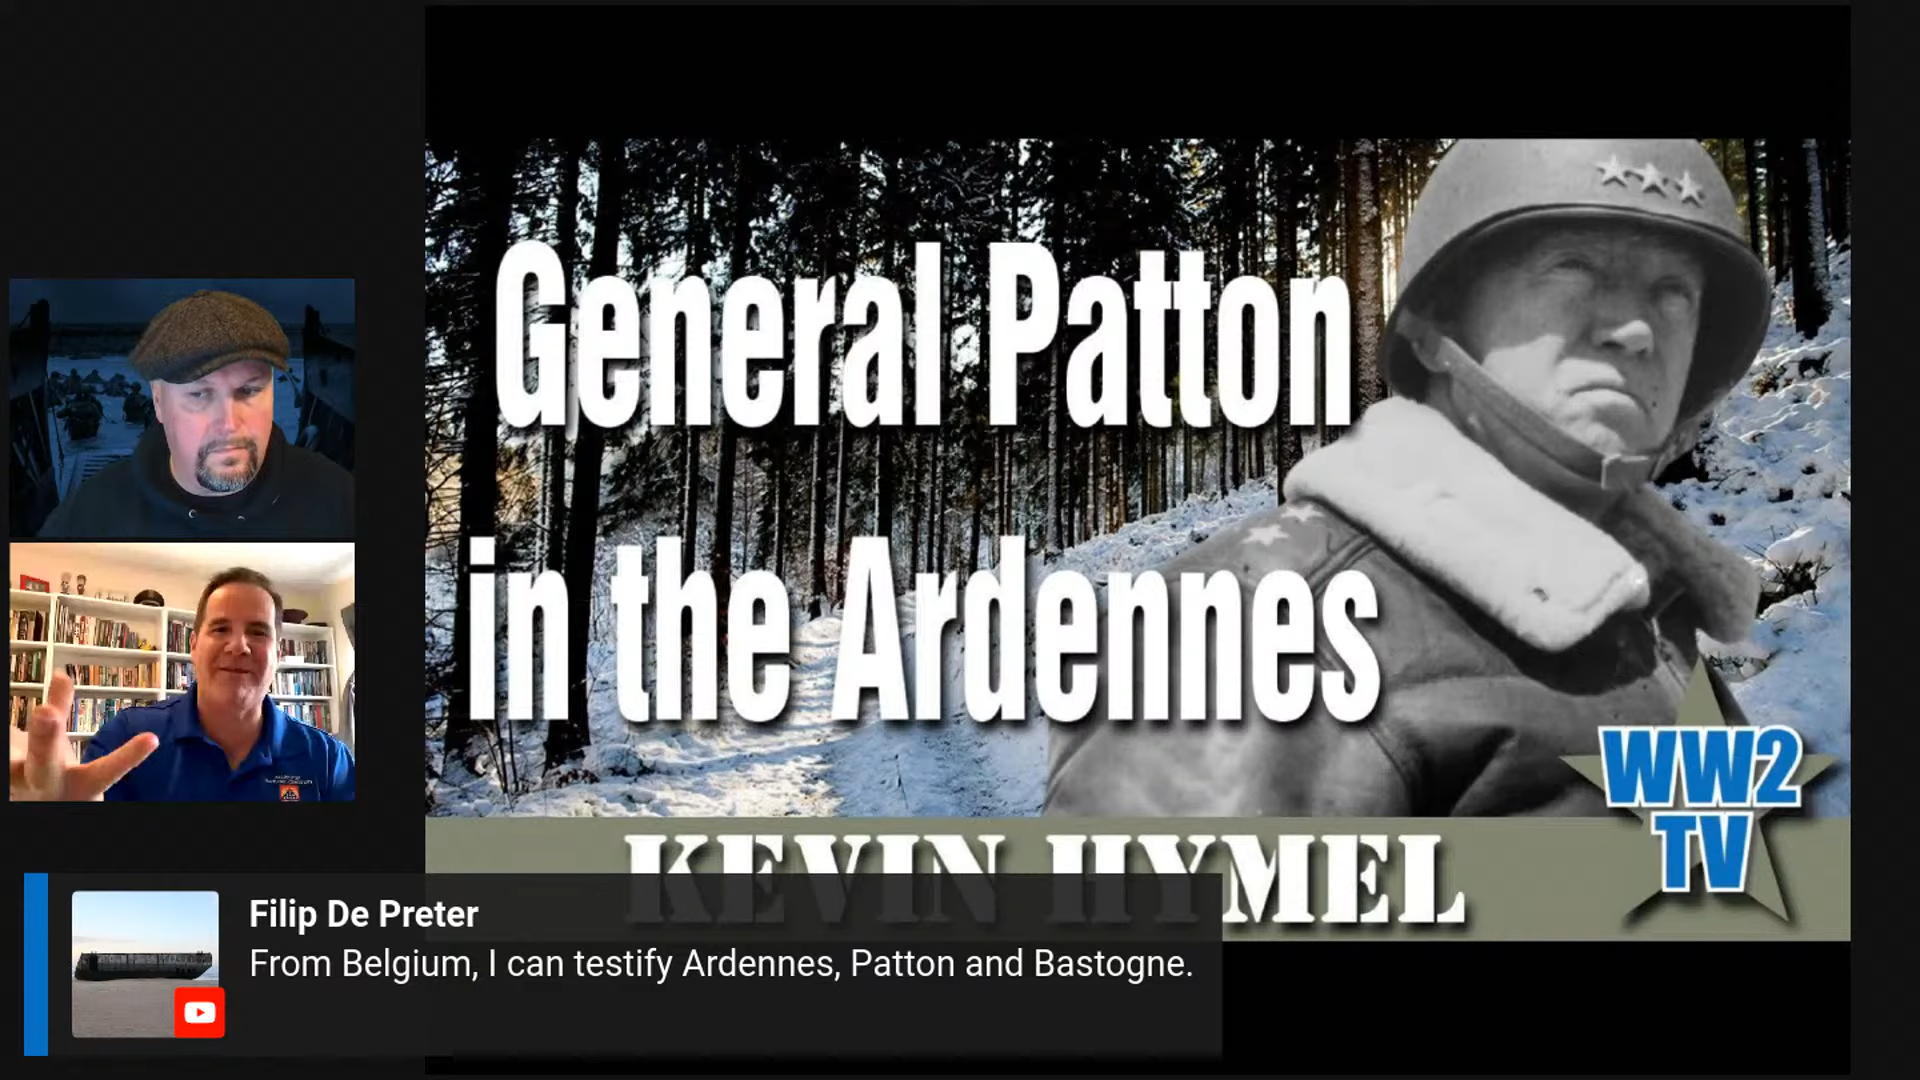 General Patton
in the Ardennes
WW2
TV
KEVIN HYMEL
Filip De Preter
From Belgium, I can testify Ardennes, Patton and Bastogne.